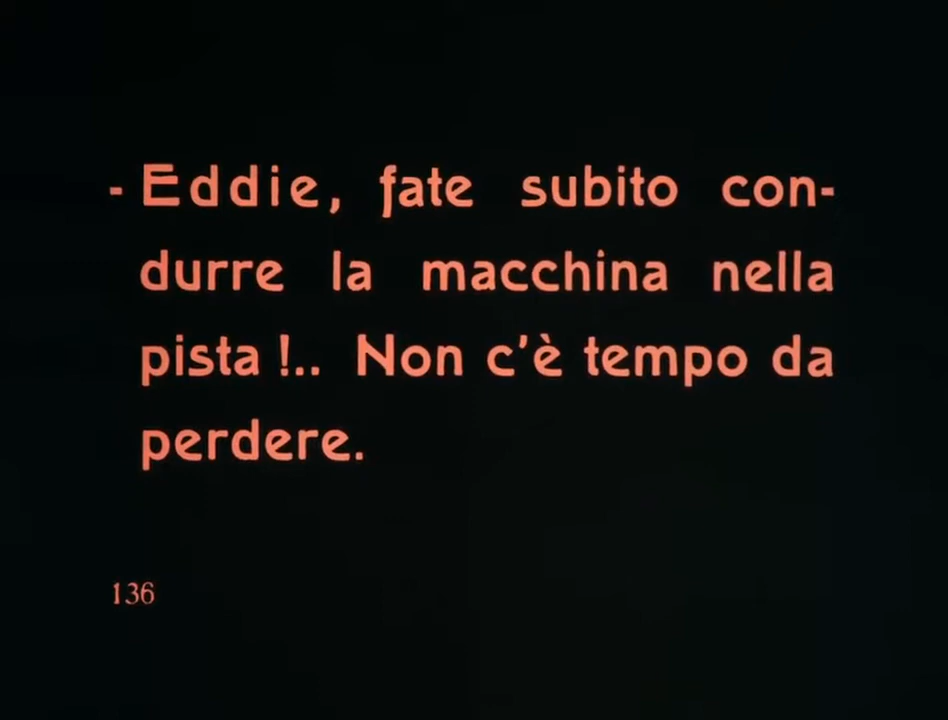 - Eddie, fate subito con-
durre la macchina nella
pista !.. Non c'è tempo da
perdere.
136